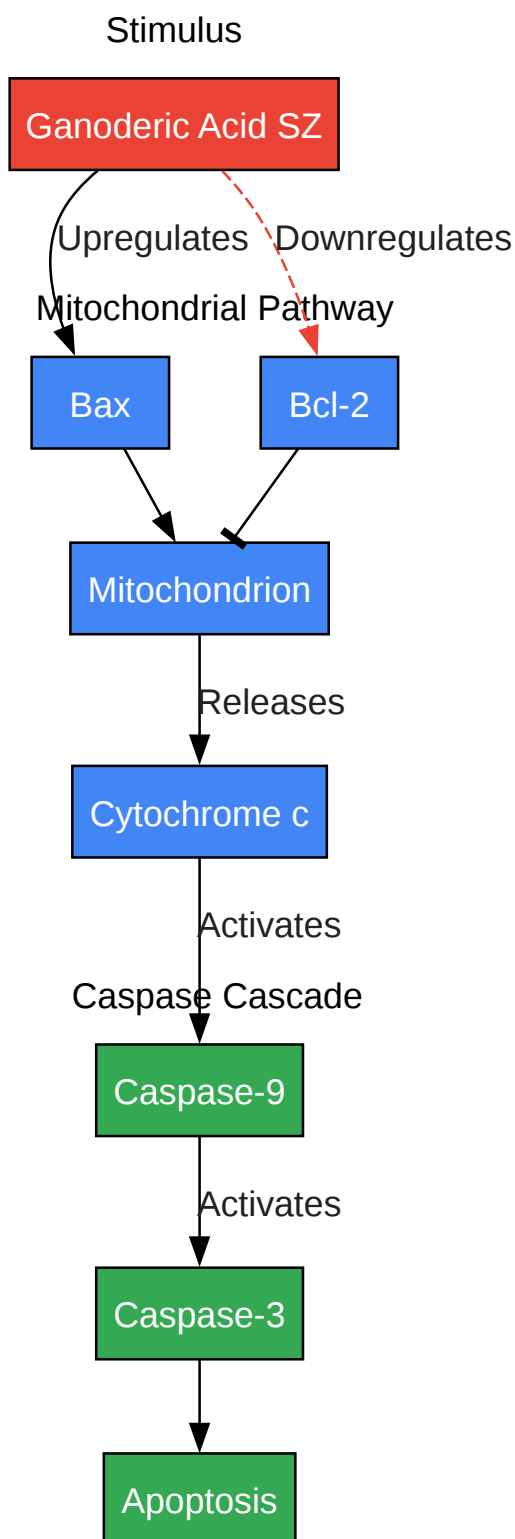 Stimulus
Ganoderic Acid SZ
Upregulates
Downregulates
Mitochondrial Pathway
Bax
Bcl-2
Mitochondrion
Releases
Cytochrome c
Activates
Caspase Cascade
Caspase-9
Activates
Caspase-3
Apoptosis